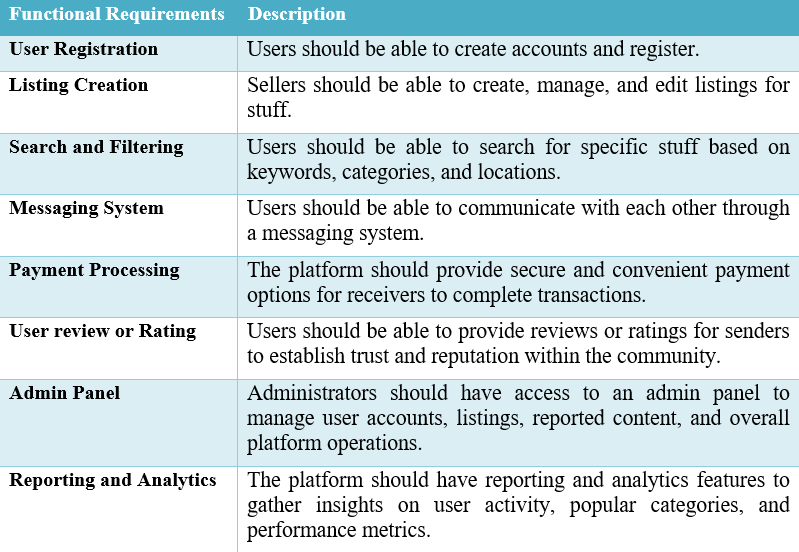 Functional Requirements Description
User Registration Users should be able to create accounts and register.
Listing Creation Sellers should be able to create, manage, and edit listings for
stuff.
Search and Filtering Users should be able to search for specific stuff based on
keywords, categories, and locations.
Messaging System Users should be able to communicate with each other through
a messaging system.
Payment Processing The platform should provide secure and convenient payment
options for receivers to complete transactions.
User review or Rating Users should be able to provide reviews or ratings for senders
to establish trust and reputation within the community.
Admin Panel Administrators should have access to an admin panel to
manage user accounts, listings, reported content, and overall
platform operations.
Reporting and Analytics The platform should have reporting and analytics features to
gather insights on user activity, popular categories, and
performance metrics.